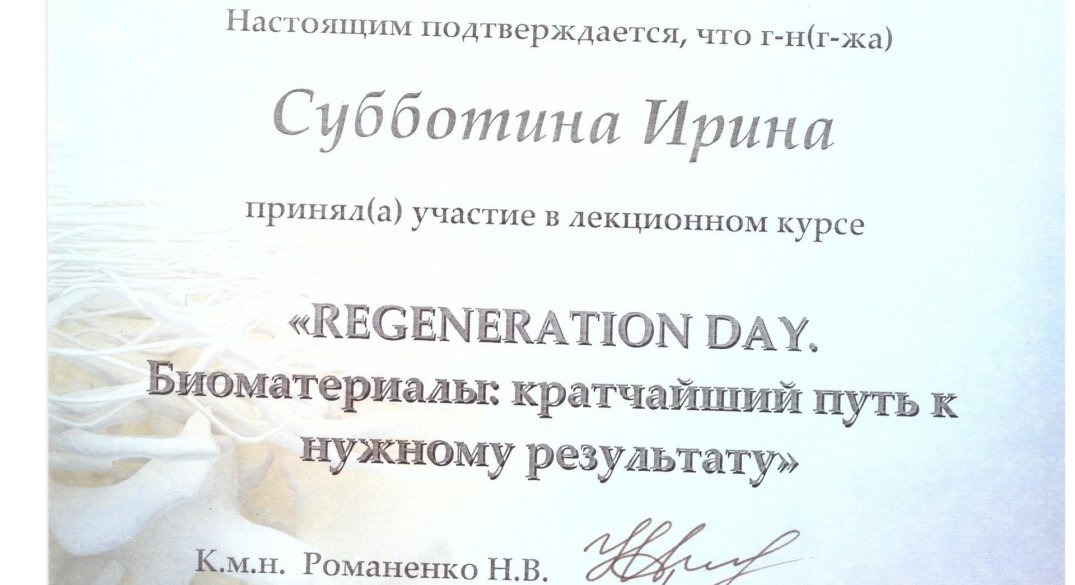 Настоящим подтверждается, что г-н(г-жа)
Субботина Ирина
принял(а) участие в лекционном курсе
«REGENERATION DAY.
Биоматериалы: кратчайший путь к
нужному результату»
К.м.н. Романенко Н.В.